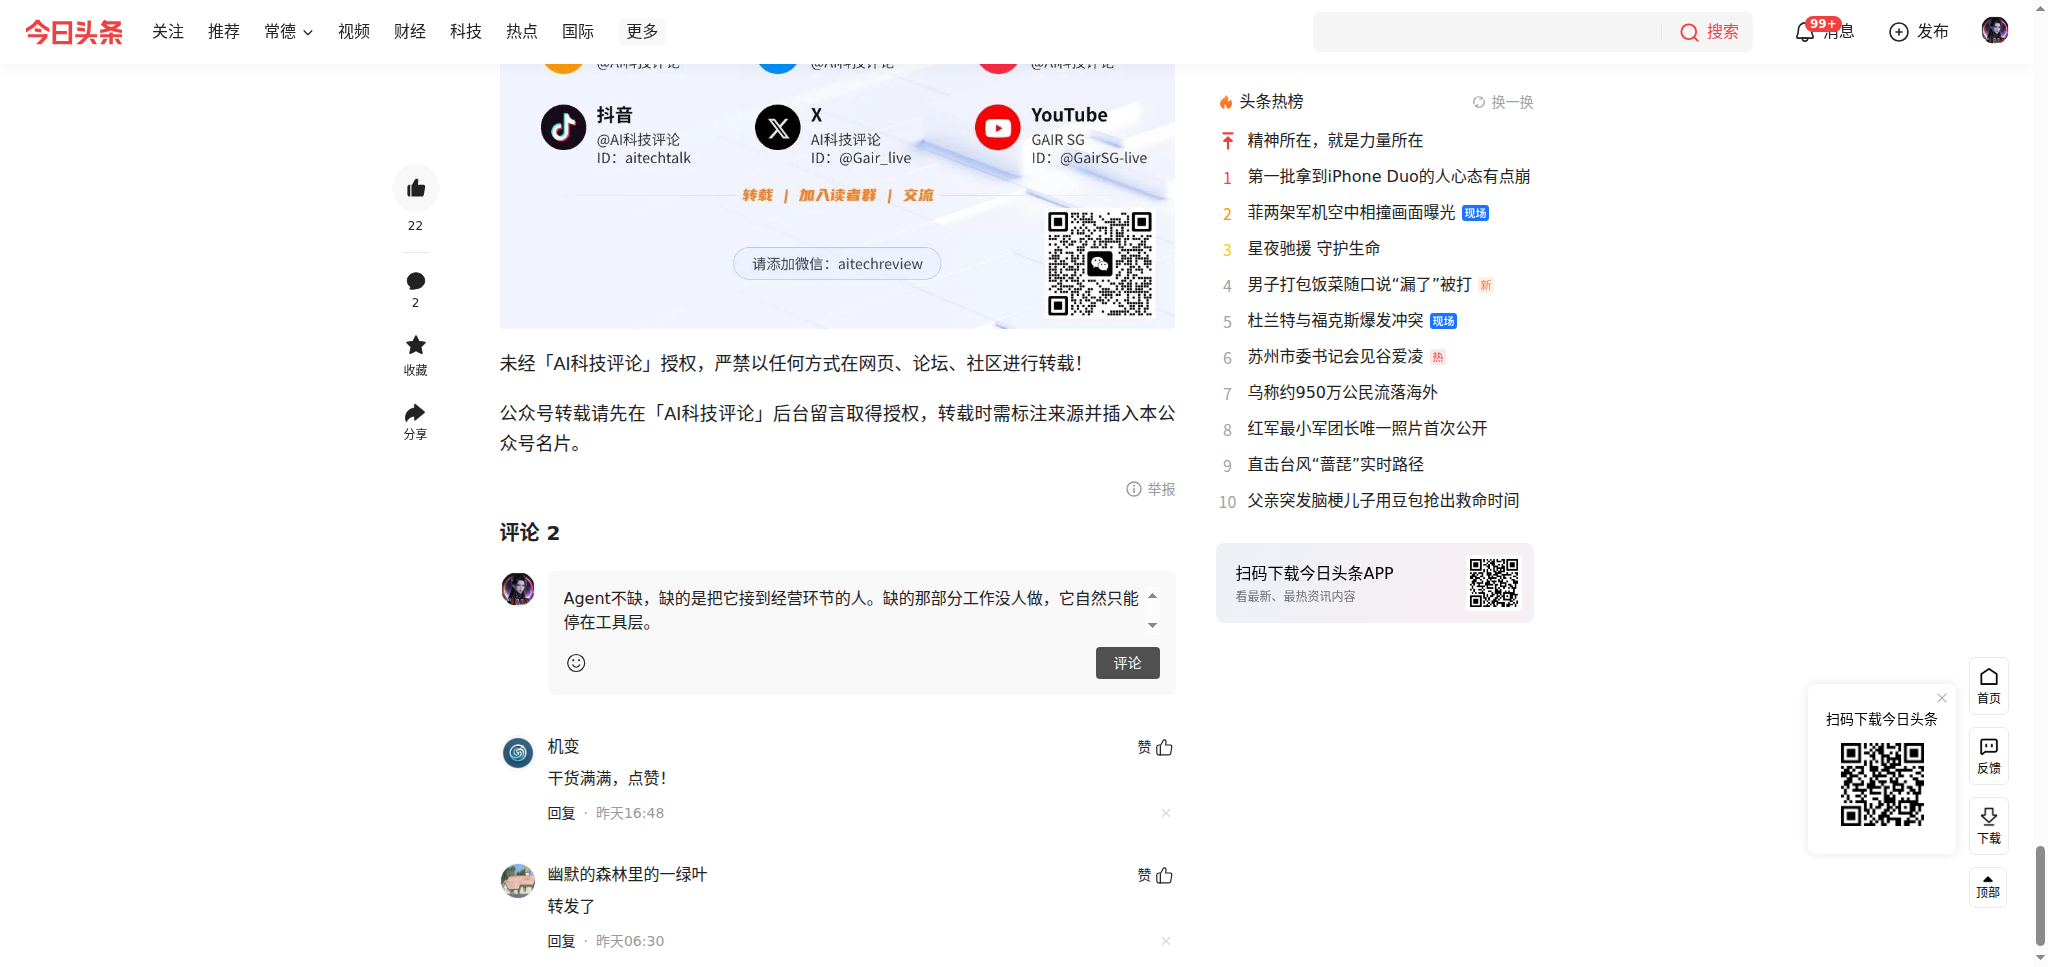 今日头条
关注
推荐
常德
视频
财经
科技
热点
国际
更多
搜索
99+
消息
发布
抖音
@AI科技评论
ID：aitechtalk
X
AI科技评论
ID：@Gair_live
YouTube
GAIR SG
ID：@GairSG-live
转载 | 加入读者群 | 交流
请添加微信：aitechreview
22
2
收藏
分享
未经「AI科技评论」授权，严禁以任何方式在网页、论坛、社区进行转载！
公众号转载请先在「AI科技评论」后台留言取得授权，转载时需标注来源并插入本公
众号名片。
举报
评论 2
Agent不缺，缺的是把它接到经营环节的人。缺的那部分工作没人做，它自然只能
停在工具层。
评论
机变
赞
干货满满，点赞！
回复 · 昨天16:48
幽默的森林里的一绿叶
赞
转发了
回复 · 昨天06:30
头条热榜
换一换
精神所在，就是力量所在
1 第一批拿到iPhone Duo的人心态有点崩
2 菲两架军机空中相撞画面曝光 现场
3 星夜驰援 守护生命
4 男子打包饭菜随口说“漏了”被打 新
5 杜兰特与福克斯爆发冲突 现场
6 苏州市委书记会见谷爱凌 热
7 乌称约950万公民流落海外
8 红军最小军团长唯一照片首次公开
9 直击台风“蔷琵”实时路径
10 父亲突发脑梗儿子用豆包抢出救命时间
扫码下载今日头条APP
看最新、最热资讯内容
扫码下载今日头条
首页
反馈
下载
顶部